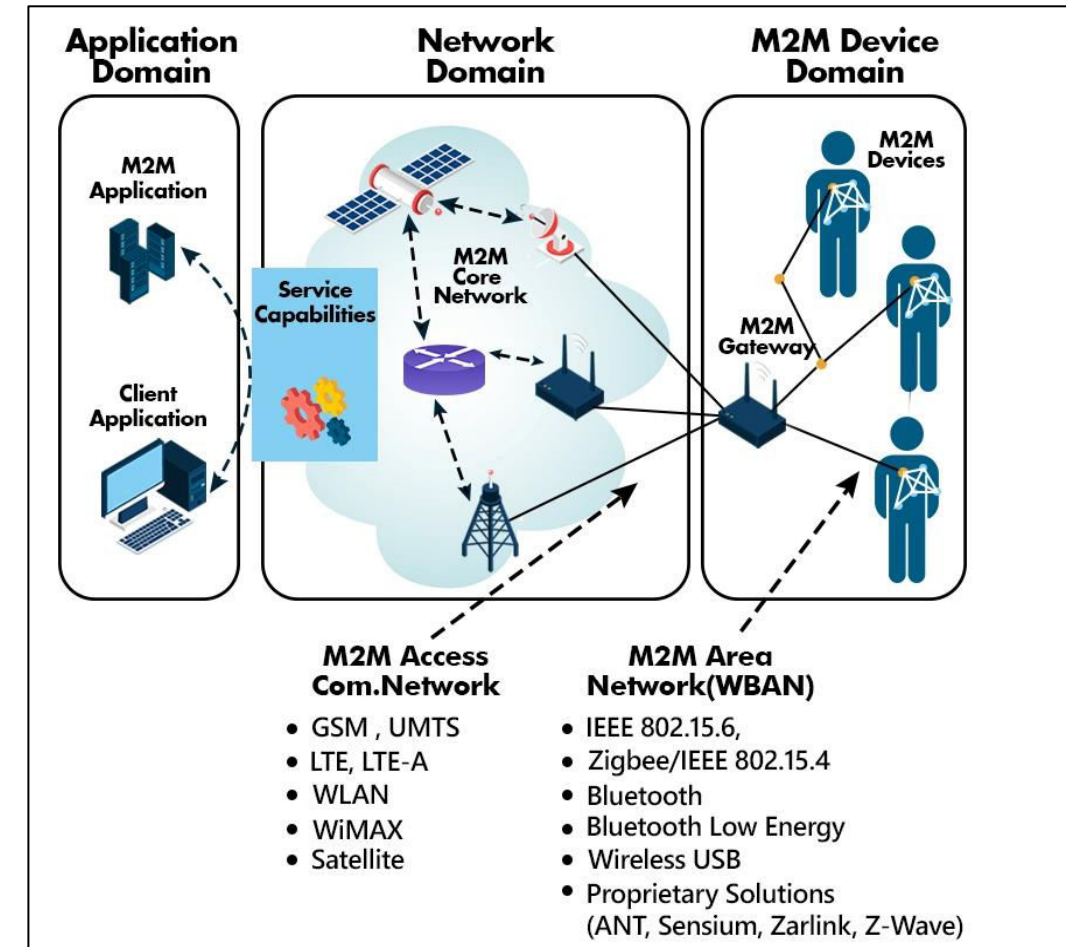 Application
Domain
Network
Domain
M2M Device
Domain
M2M
Application
Client
Application
Service
Capabilities
M2M
Core
Network
M2M
Devices
M2M
Gateway
M2M Access
Com.Network
• GSM , UMTS
• LTE, LTE-A
• WLAN
• WiMAX
• Satellite
M2M Area
Network(WBAN)
• IEEE 802.15.6,
• Zigbee/IEEE 802.15.4
• Bluetooth
• Bluetooth Low Energy
• Wireless USB
• Proprietary Solutions
(ANT, Sensium, Zarlink, Z-Wave)